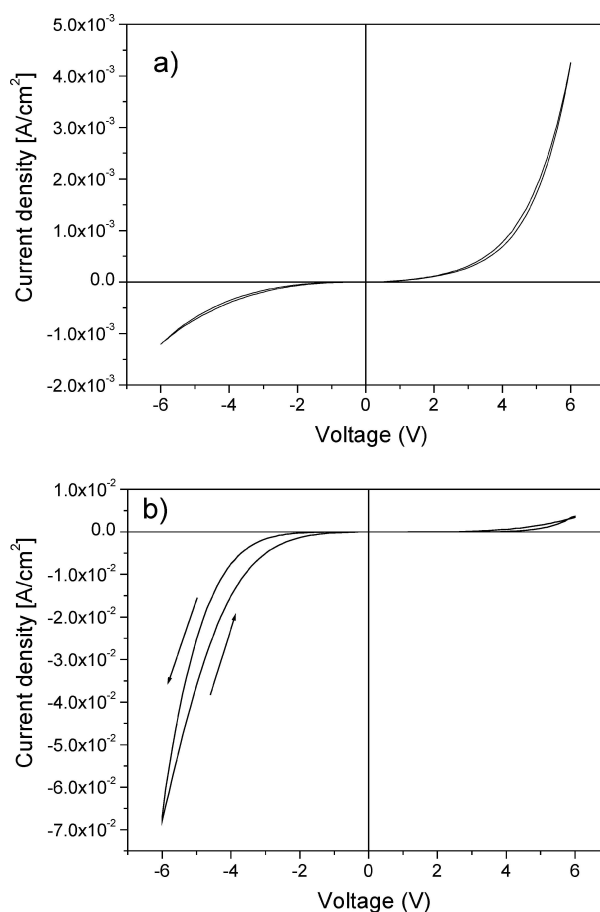 a)
Current density [A/cm²]
5.0x10⁻³
4.0x10⁻³
3.0x10⁻³
2.0x10⁻³
1.0x10⁻³
0.0
-1.0x10⁻³
-2.0x10⁻³
-6 -4 -2 0 2 4 6
Voltage (V)
b)
Current density [A/cm²]
1.0x10⁻²
0.0
-1.0x10⁻²
-2.0x10⁻²
-3.0x10⁻²
-4.0x10⁻²
-5.0x10⁻²
-6.0x10⁻²
-7.0x10⁻²
-6 -4 -2 0 2 4 6
Voltage (V)